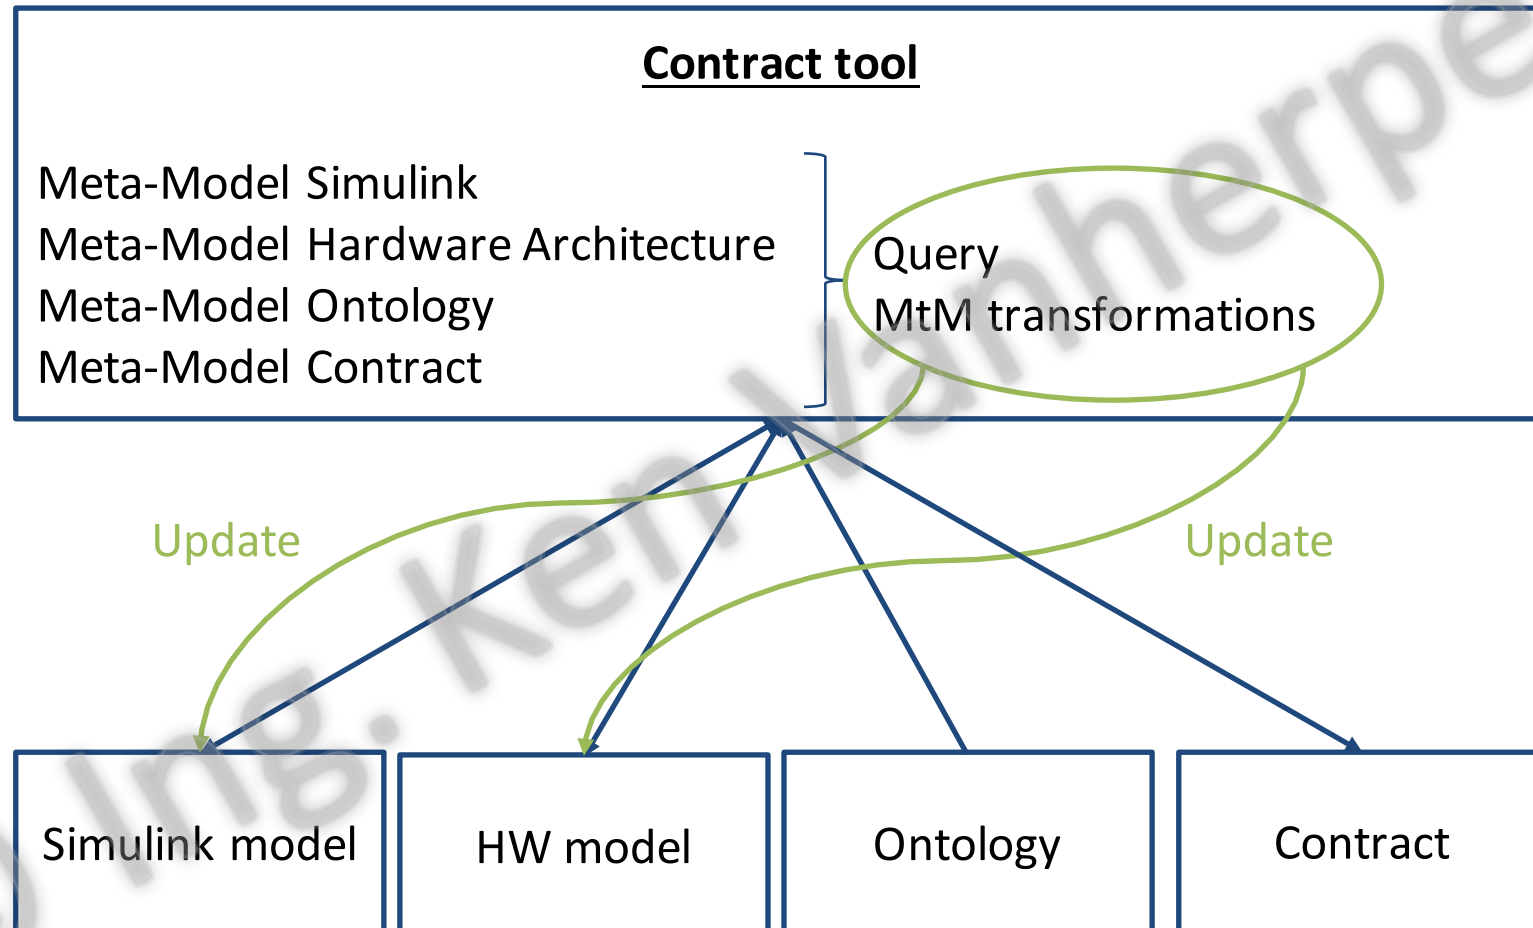 Contract tool
Meta-Model Simulink
Meta-Model Hardware Architecture
Meta-Model Ontology
Meta-Model Contract
Query
MtM transformations
Update
Update
Simulink model
HW model
Ontology
Contract
Ing. Ken Vanherpe